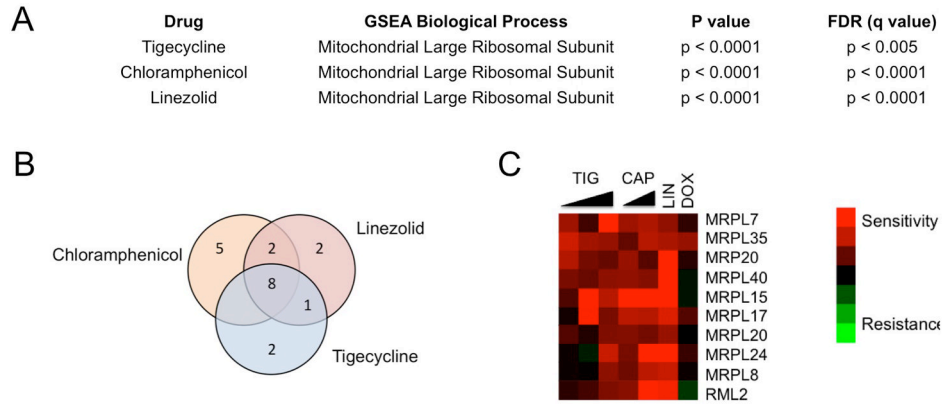 A
Drug GSEA Biological Process P value FDR (q value)
Tigecycline Mitochondrial Large Ribosomal Subunit p < 0.0001 p < 0.005
Chloramphenicol Mitochondrial Large Ribosomal Subunit p < 0.0001 p < 0.0001
Linezolid Mitochondrial Large Ribosomal Subunit p < 0.0001 p < 0.0001
B
Chloramphenicol
Linezolid
5 2 2
8
1
2
Tigecycline
C
TIG CAP LIN DOX
MRPL7
MRPL35
MRP20
MRPL40
MRPL15
MRPL17
MRPL20
MRPL24
MRPL8
RML2
Sensitivity
Resistance